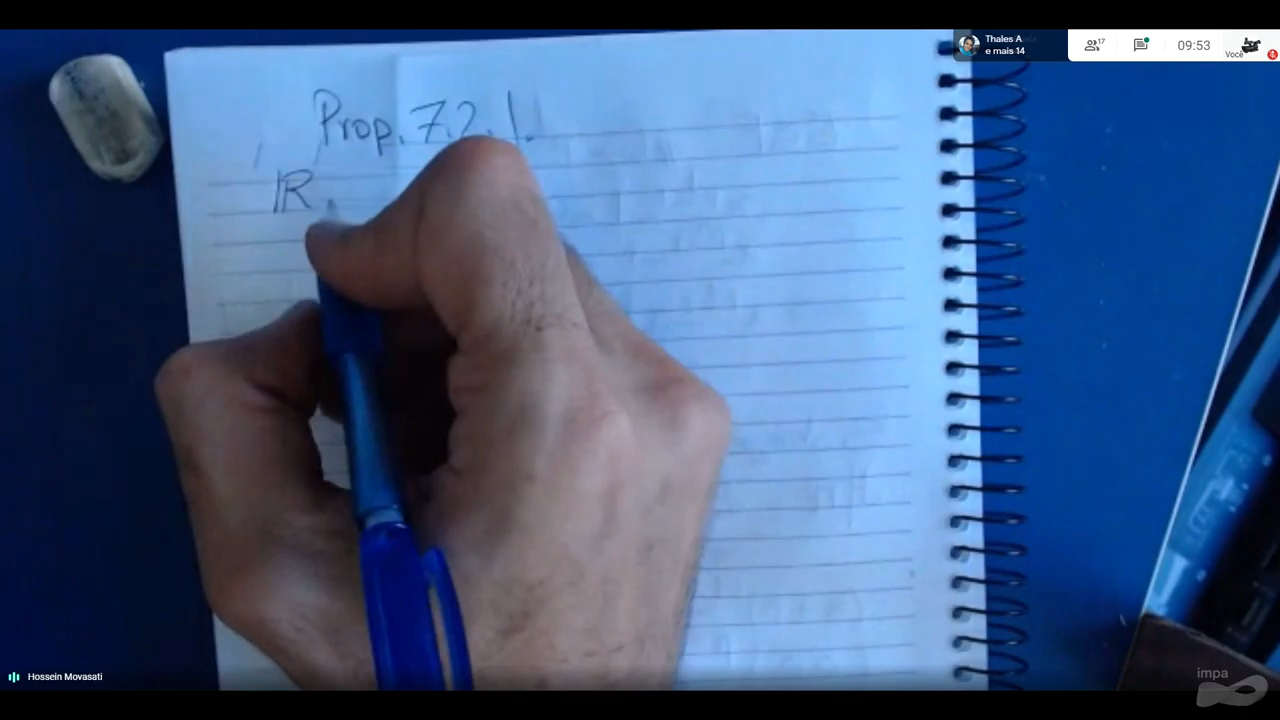 Thales A
e mais 14
17
09:53
Você
Prop. 7.2.1.
ℝ
Hossein Movasati
impa